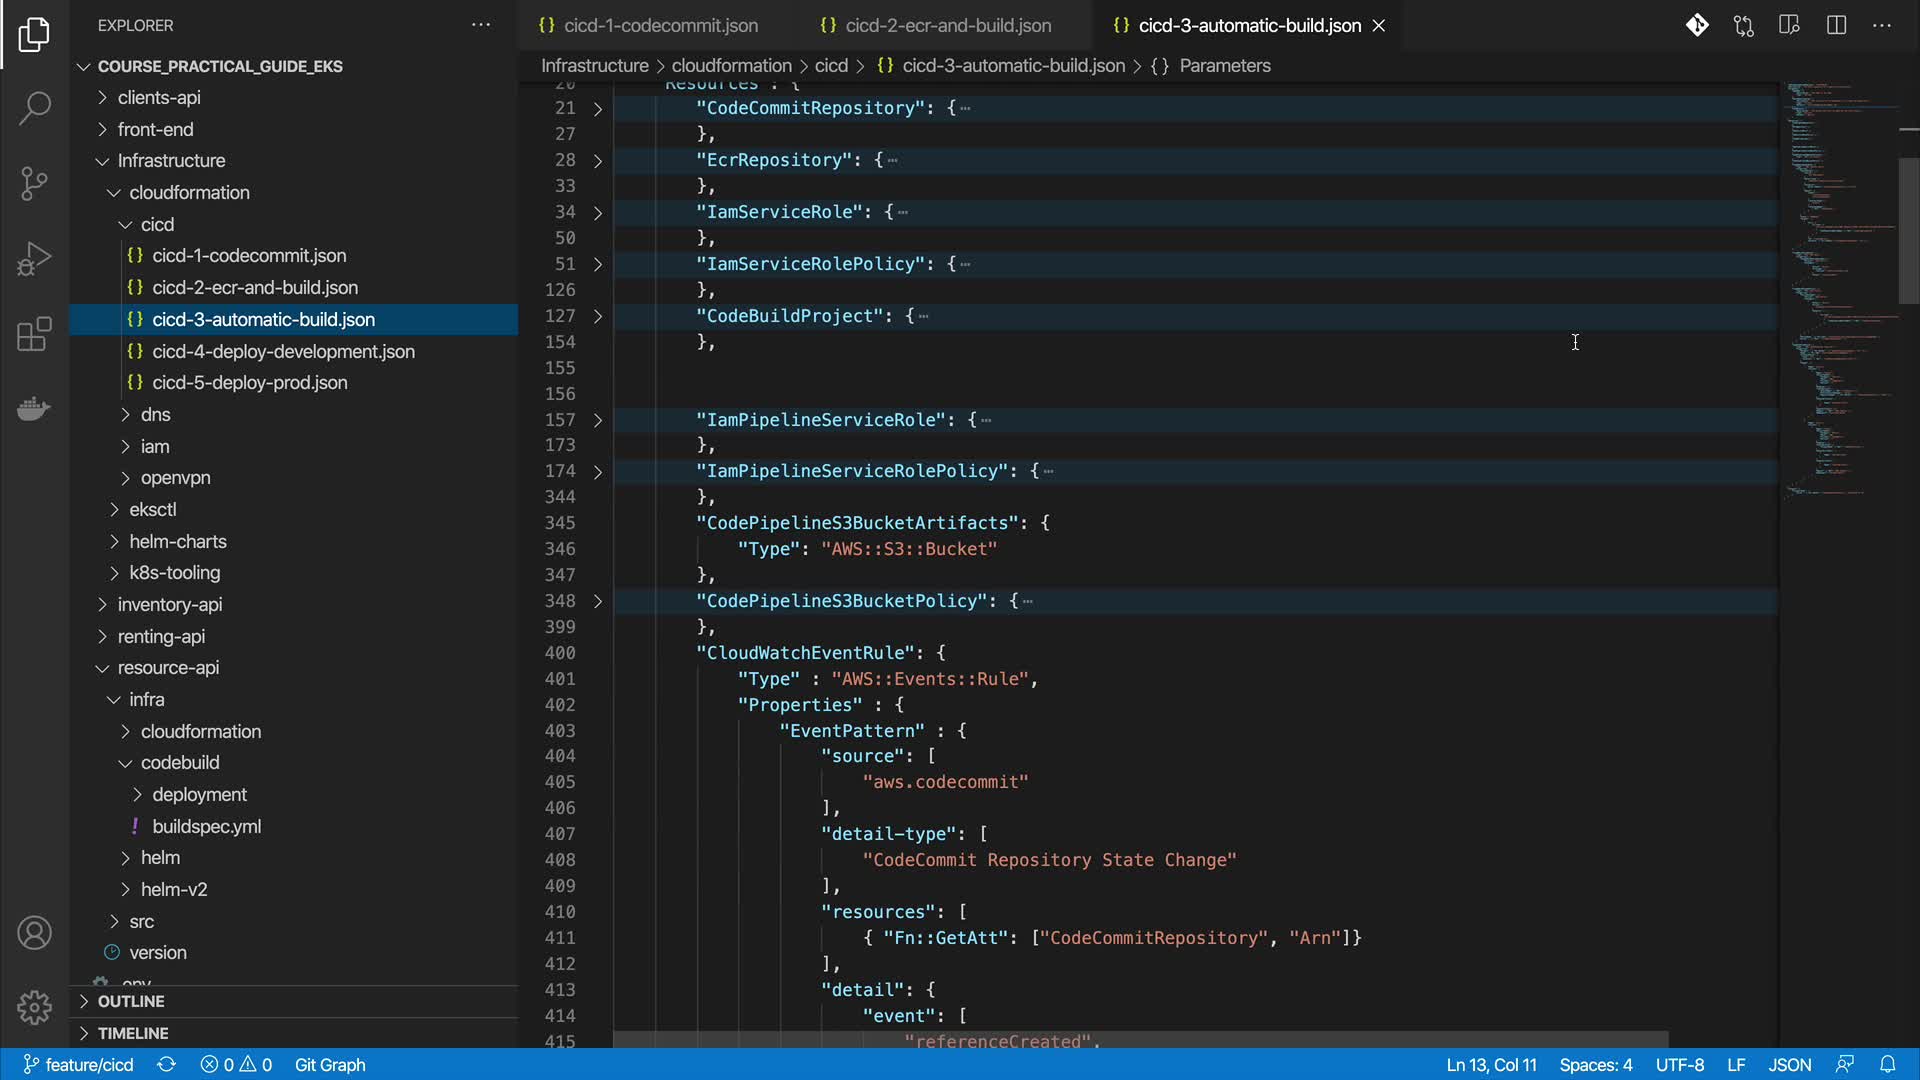 EXPLORER
COURSE_PRACTICAL_GUIDE_EKS
clients-api
front-end
Infrastructure
cloudformation
cicd
{} cicd-1-codecommit.json
{} cicd-2-ecr-and-build.json
{} cicd-3-automatic-build.json
{} cicd-4-deploy-development.json
{} cicd-5-deploy-prod.json
dns
iam
openvpn
eksctl
helm-charts
k8s-tooling
inventory-api
renting-api
resource-api
infra
cloudformation
codebuild
deployment
! buildspec.yml
helm
helm-v2
src
version
OUTLINE
TIMELINE
{} cicd-1-codecommit.json {} cicd-2-ecr-and-build.json {} cicd-3-automatic-build.json
Infrastructure > cloudformation > cicd > {} cicd-3-automatic-build.json > {} Parameters
20 "Resources" : {
21 "CodeCommitRepository": {…
27 },
28 "EcrRepository": {…
33 },
34 "IamServiceRole": {…
50 },
51 "IamServiceRolePolicy": {…
126 },
127 "CodeBuildProject": {…
154 },
155
156
157 "IamPipelineServiceRole": {…
173 },
174 "IamPipelineServiceRolePolicy": {…
344 },
345 "CodePipelineS3BucketArtifacts": {
346 "Type": "AWS::S3::Bucket"
347 },
348 "CodePipelineS3BucketPolicy": {…
399 },
400 "CloudWatchEventRule": {
401 "Type" : "AWS::Events::Rule",
402 "Properties" : {
403 "EventPattern" : {
404 "source": [
405 "aws.codecommit"
406 ],
407 "detail-type": [
408 "CodeCommit Repository State Change"
409 ],
410 "resources": [
411 { "Fn::GetAtt": ["CodeCommitRepository", "Arn"]}
412 ],
413 "detail": {
414 "event": [
415 "referenceCreated",
feature/cicd 0 0 Git Graph Ln 13, Col 11 Spaces: 4 UTF-8 LF JSON